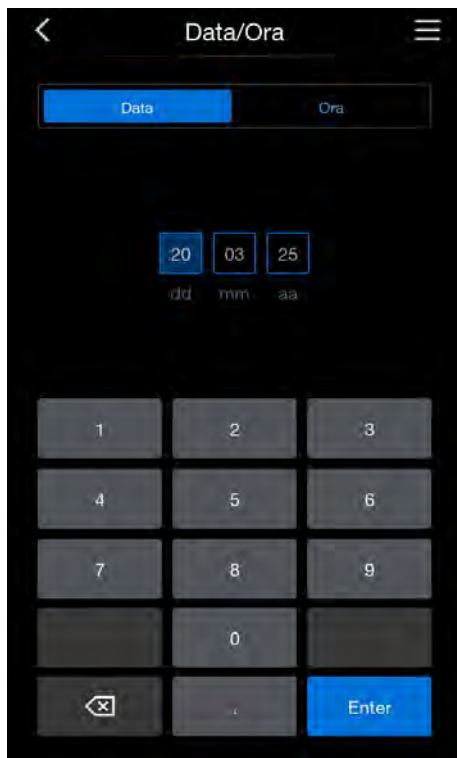 Data/Ora
Data Ora
20 03 25
dd mm aa
1 2 3
4 5 6
7 8 9
0
. Enter